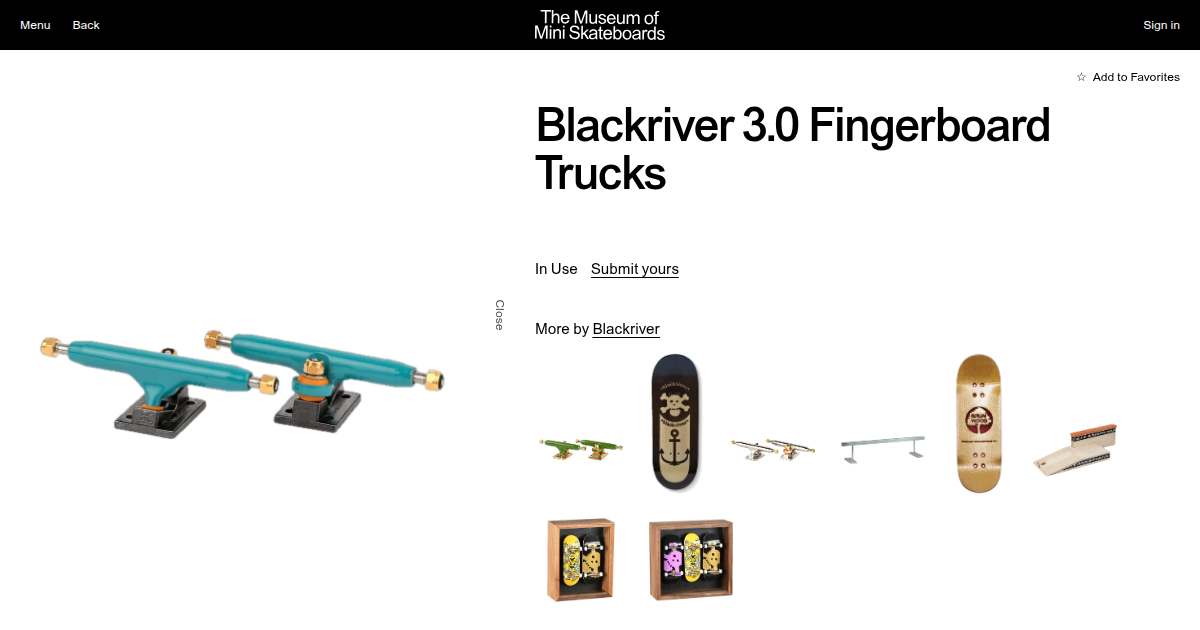 Menu
Back
The Museum of
Mini Skateboards
Sign in
☆ Add to Favorites
Blackriver 3.0 Fingerboard
Trucks
In Use Submit yours
Close
More by Blackriver